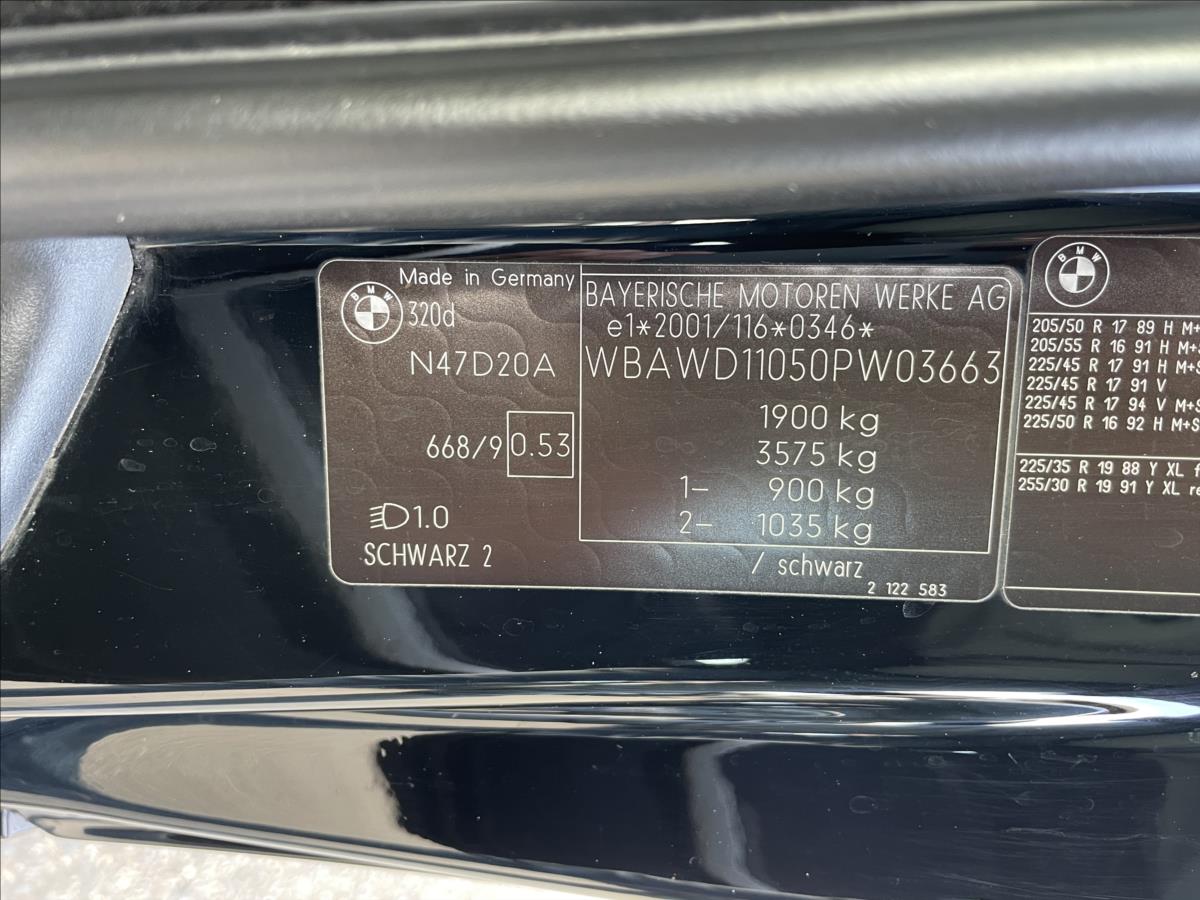 Made in Germany
BMW
320d
N47D20A
668/9 0.53
1.0
SCHWARZ 2
BAYERISCHE MOTOREN WERKE AG
e1*2001/116*0346*
WBAWD11050PW03663
1900 kg
3575 kg
1- 900 kg
2- 1035 kg
/ schwarz
2 122 583
BMW
205/50 R 17 89 H M+
205/55 R 16 91 H M+
225/45 R 17 91 H M+S
225/45 R 17 91 V
225/45 R 17 94 V M+S
225/50 R 16 92 H M+S
225/35 R 19 88 Y XL f
255/30 R 19 91 Y XL re